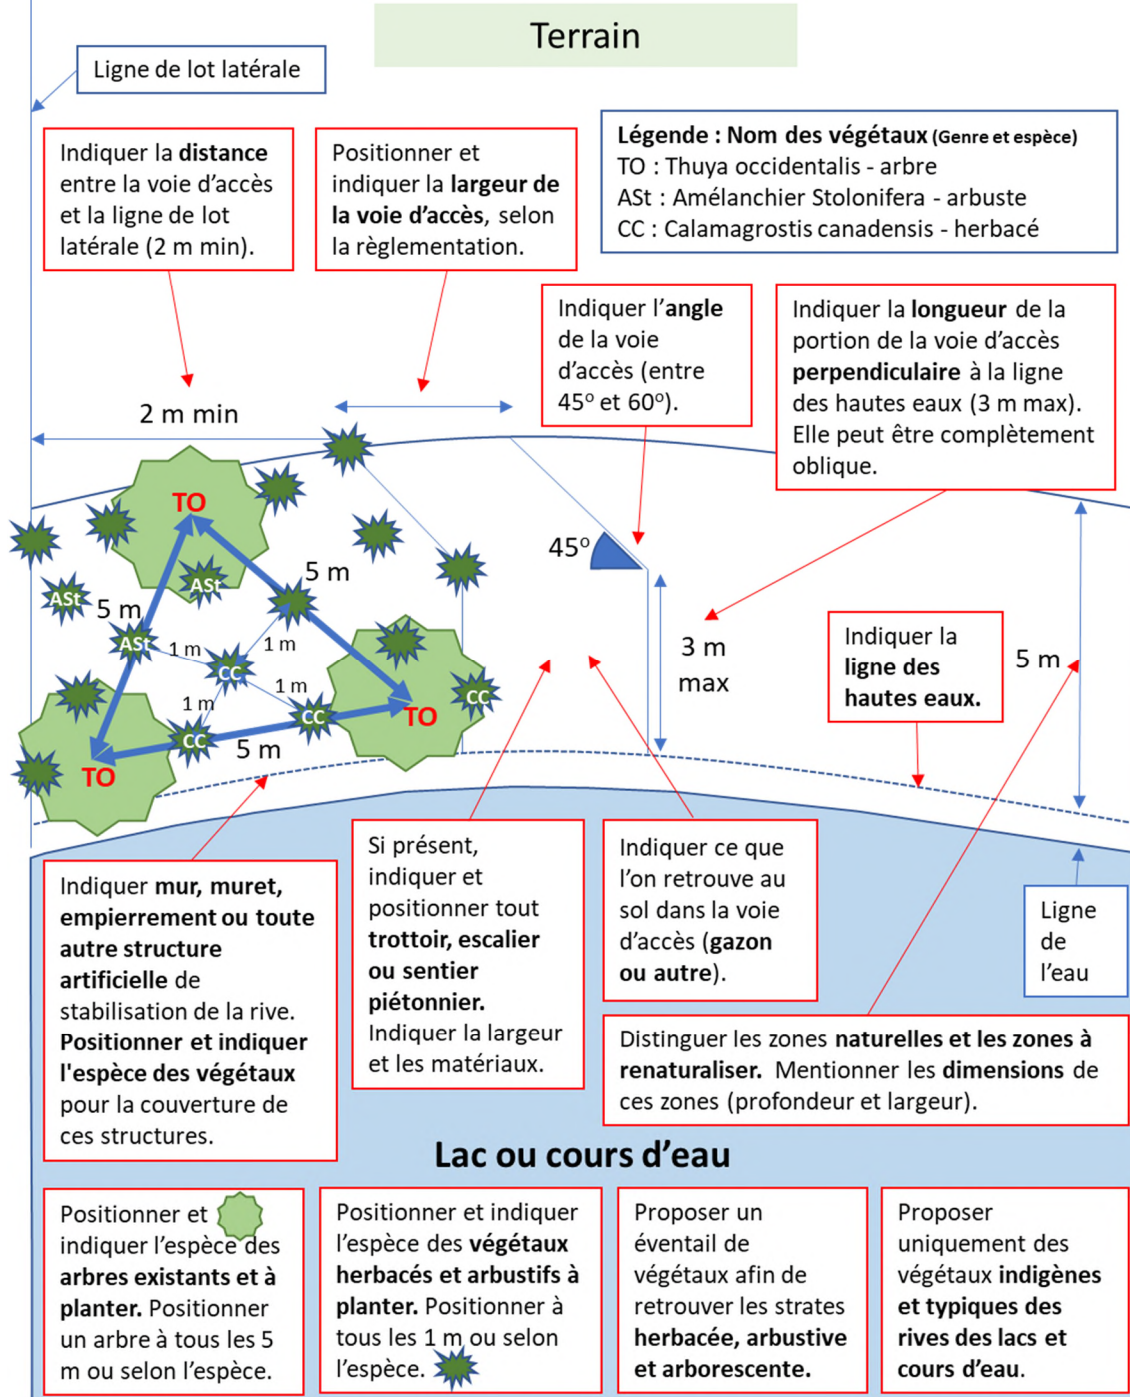 Terrain
Ligne de lot latérale
Indiquer la distance
entre la voie d'accès
et la ligne de lot
latérale (2 m min).
Positionner et
indiquer la largeur de
la voie d'accès, selon
la règlementation.
Légende : Nom des végétaux (Genre et espèce)
TO : Thuya occidentalis - arbre
ASt : Amélanchier Stolonifera - arbuste
CC : Calamagrostis canadensis - herbacé
Indiquer l'angle
de la voie
d'accès (entre
45° et 60°).
Indiquer la longueur de la
portion de la voie d'accès
perpendiculaire à la ligne
des hautes eaux (3 m max).
Elle peut être complètement
oblique.
2 m min
TO
45°
5 m
ASt
ASt
5 m
ASt
1 m
1 m
CC
1 m
CC
1 m
CC
TO
CC
5 m
TO
3 m
max
Indiquer la
ligne des
hautes eaux.
5 m
Indiquer mur, muret,
empierrement ou toute
autre structure
artificielle de
stabilisation de la rive.
Positionner et indiquer
l'espèce des végétaux
pour la couverture de
ces structures.
Si présent,
indiquer et
positionner tout
trottoir, escalier
ou sentier
piétonnier.
Indiquer la largeur
et les matériaux.
Indiquer ce que
l'on retrouve au
sol dans la voie
d'accès (gazon
ou autre).
Ligne
de
l'eau
Distinguer les zones naturelles et les zones à
renaturaliser. Mentionner les dimensions de
ces zones (profondeur et largeur).
Lac ou cours d'eau
Positionner et
indiquer l'espèce des
arbres existants et à
planter. Positionner
un arbre à tous les 5
m ou selon l'espèce.
Positionner et indiquer
l'espèce des végétaux
herbacés et arbustifs à
planter. Positionner à
tous les 1 m ou selon
l'espèce.
Proposer un
éventail de
végétaux afin de
retrouver les strates
herbacée, arbustive
et arborescente.
Proposer
uniquement des
végétaux indigènes
et typiques des
rives des lacs et
cours d'eau.